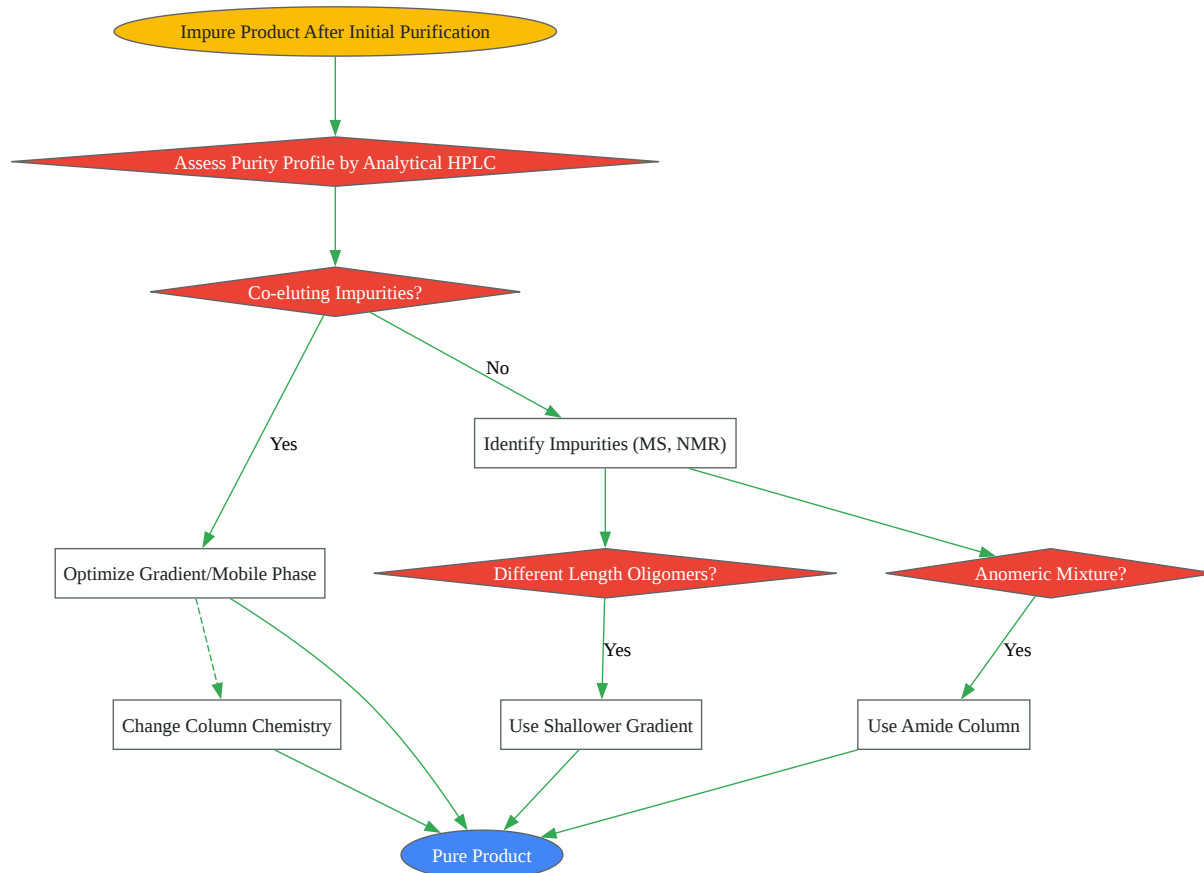 Impure Product After Initial Purification
Assess Purity Profile by Analytical HPLC
Co-eluting Impurities?
No
Yes
Identify Impurities (MS, NMR)
Optimize Gradient/Mobile Phase
Different Length Oligomers?
Anomeric Mixture?
Yes
Yes
Change Column Chemistry
Use Shallower Gradient
Use Amide Column
Pure Product